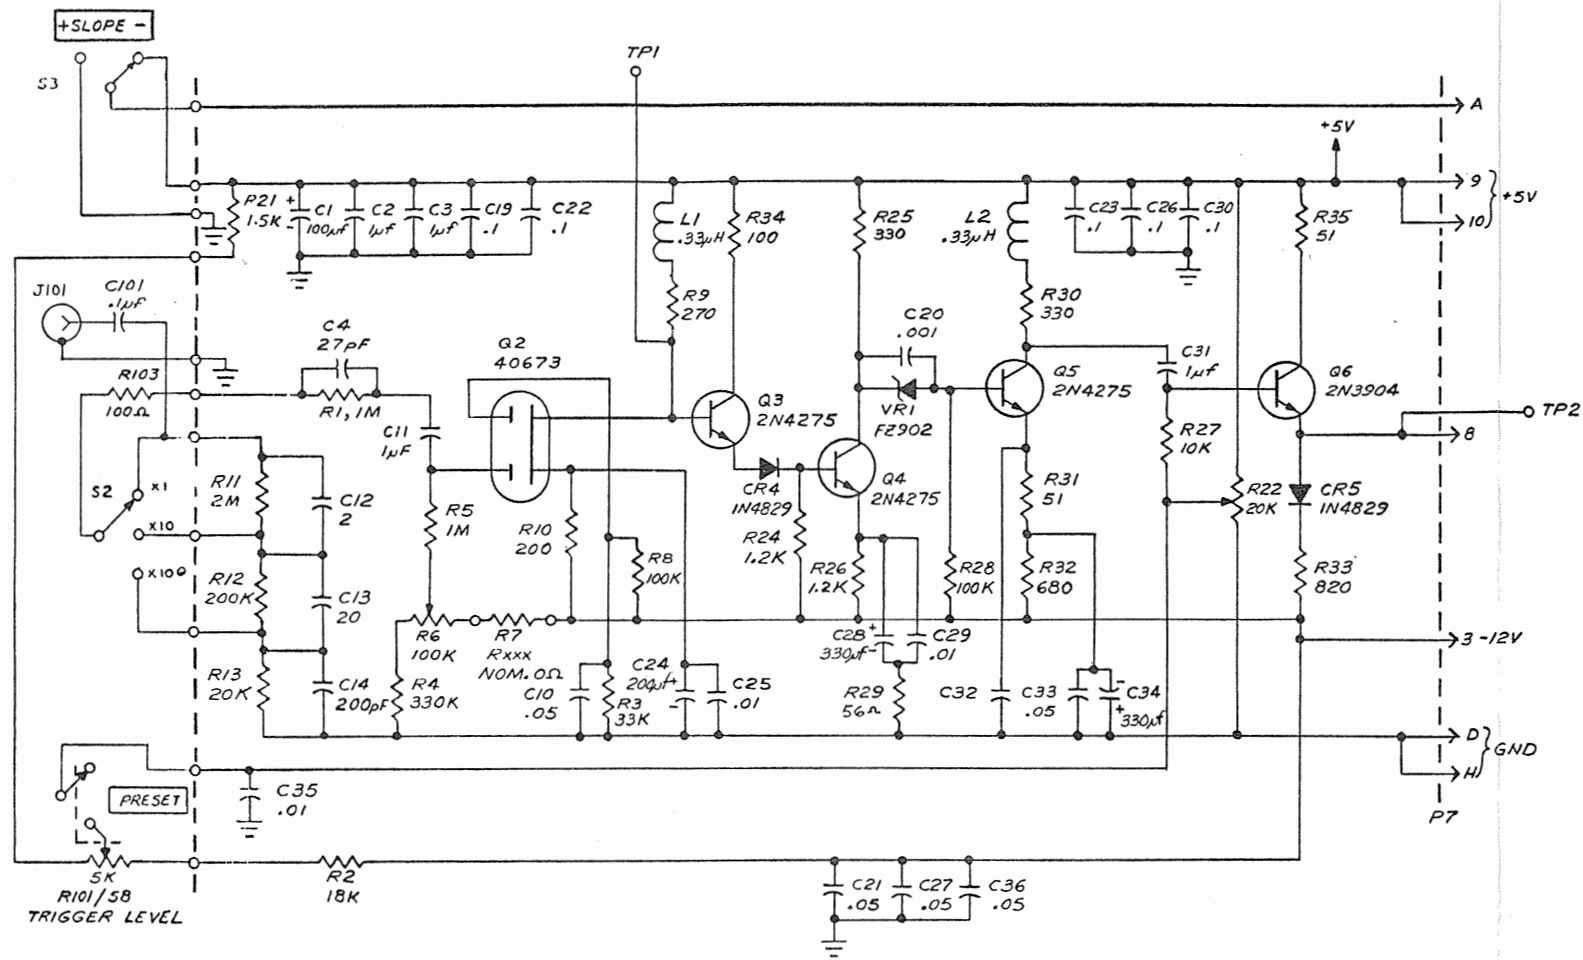 +SLOPE -
S3
TP1
A
+5V
9
10
+5V
R21
1.5K
+
C1
100µf
-
C2
1µf
C3
1µf
C19
.1
C22
.1
L1
.33µH
R34
100
R25
330
L2
.33µH
C23
.1
C26
.1
C30
.1
R35
51
J101
C101
.1µF
R9
270
R30
330
C4
27pF
C20
.001
Q2
40673
R103
100Ω
R1, 1M
C11
1µF
Q3
2N4275
VR1
FZ902
Q5
2N4275
C31
1µf
Q6
2N3904
TP2
8
R27
10K
S2
X1
X10
X100
R11
2M
C12
2
R5
1M
R10
200
CR4
1N4829
Q4
2N4275
R31
51
R22
20K
CR5
1N4829
R24
1.2K
R8
100K
R26
1.2K
R28
100K
R32
680
R33
820
R12
200K
C13
20
R6
100K
R7
Rxxx
NOM. 0Ω
C28
+
330µf
-
C29
.01
3 -12V
R13
20K
C14
200pF
R4
330K
C10
.05
R3
33K
C24
200µf
+
-
C25
.01
R29
56Ω
C32
C33
.05
-
C34
+
330µf
D
H
GND
PRESET
C35
.01
P7
5K
R101/S8
TRIGGER LEVEL
R2
18K
C21
.05
C27
.05
C36
.05